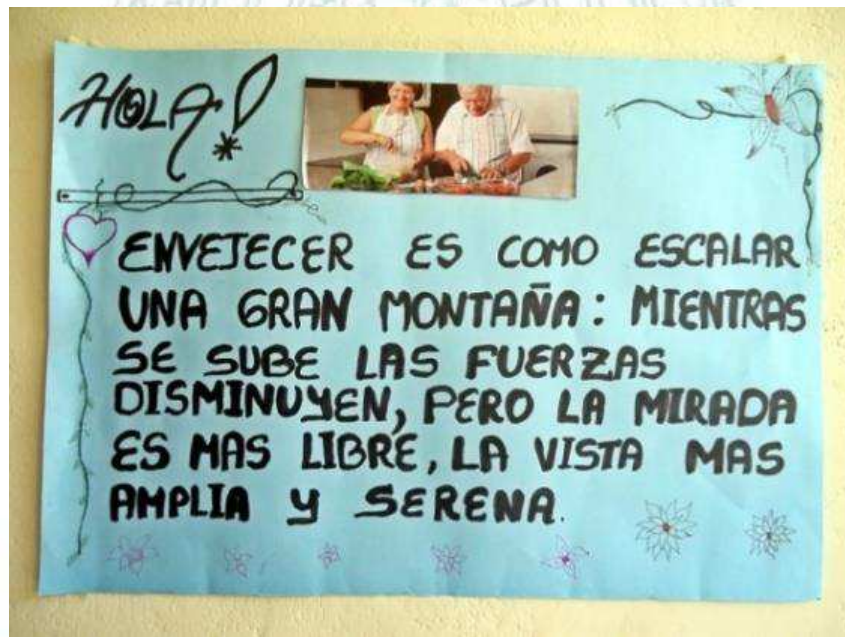 HOLA!
ENVEJECER ES COMO ESCALAR
UNA GRAN MONTAÑA: MIENTRAS
SE SUBE LAS FUERZAS
DISMINUYEN, PERO LA MIRADA
ES MAS LIBRE, LA VISTA MAS
AMPLIA Y SERENA.